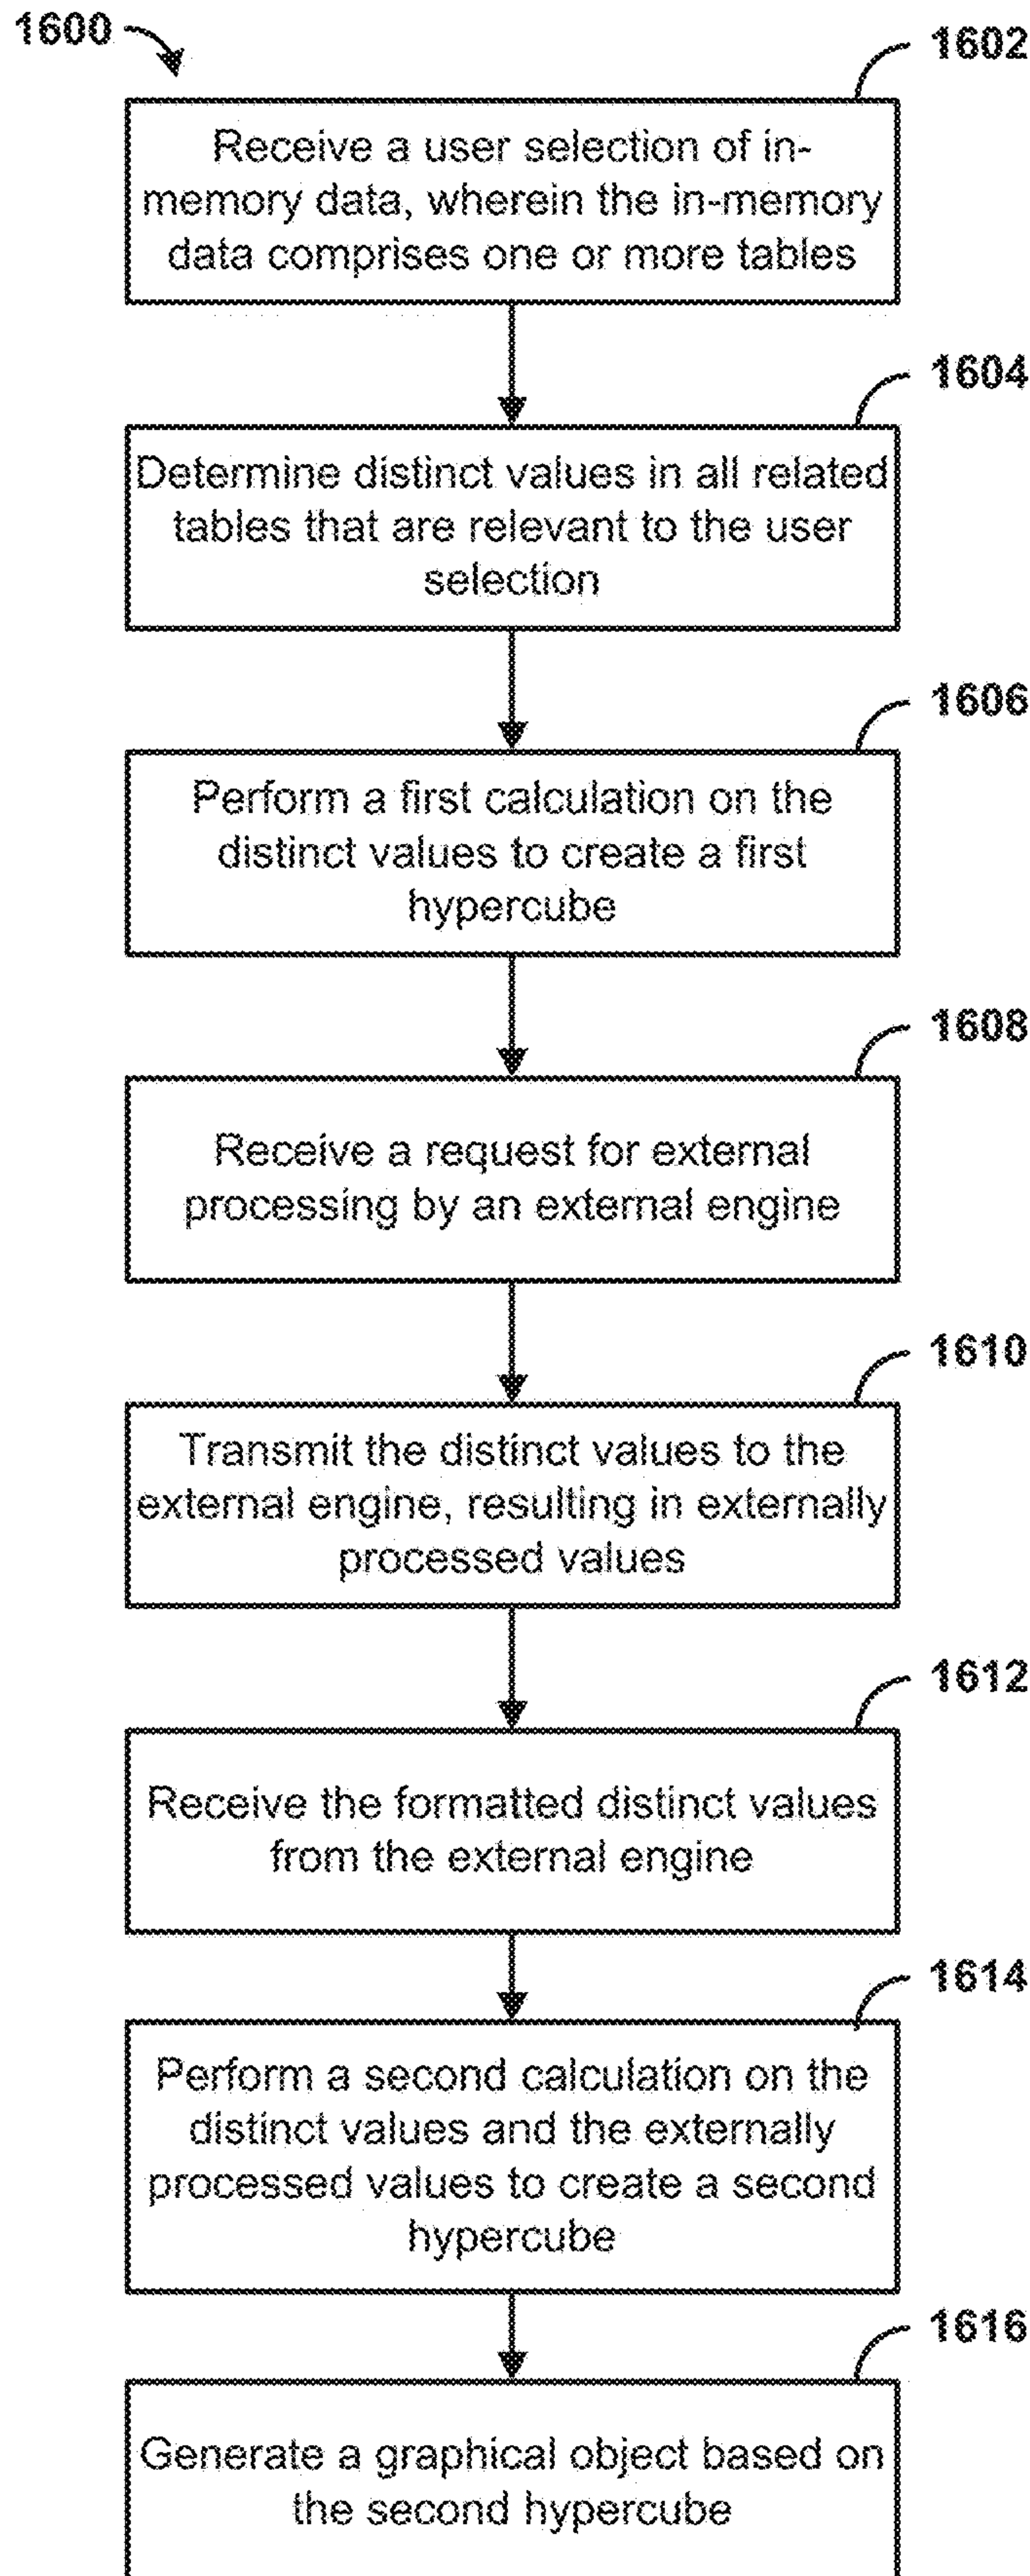 1600
1602
Receive a user selection of in-
memory data, wherein the in-memory
data comprises one or more tables
1604
Determine distinct values in all related
tables that are relevant to the user
selection
1606
Perform a first calculation on the
distinct values to create a first
hypercube
1608
Receive a request for external
processing by an external engine
1610
Transmit the distinct values to the
external engine, resulting in externally
processed values
1612
Receive the formatted distinct values
from the external engine
1614
Perform a second calculation on the
distinct values and the externally
processed values to create a second
hypercube
1616
Generate a graphical object based on
the second hypercube